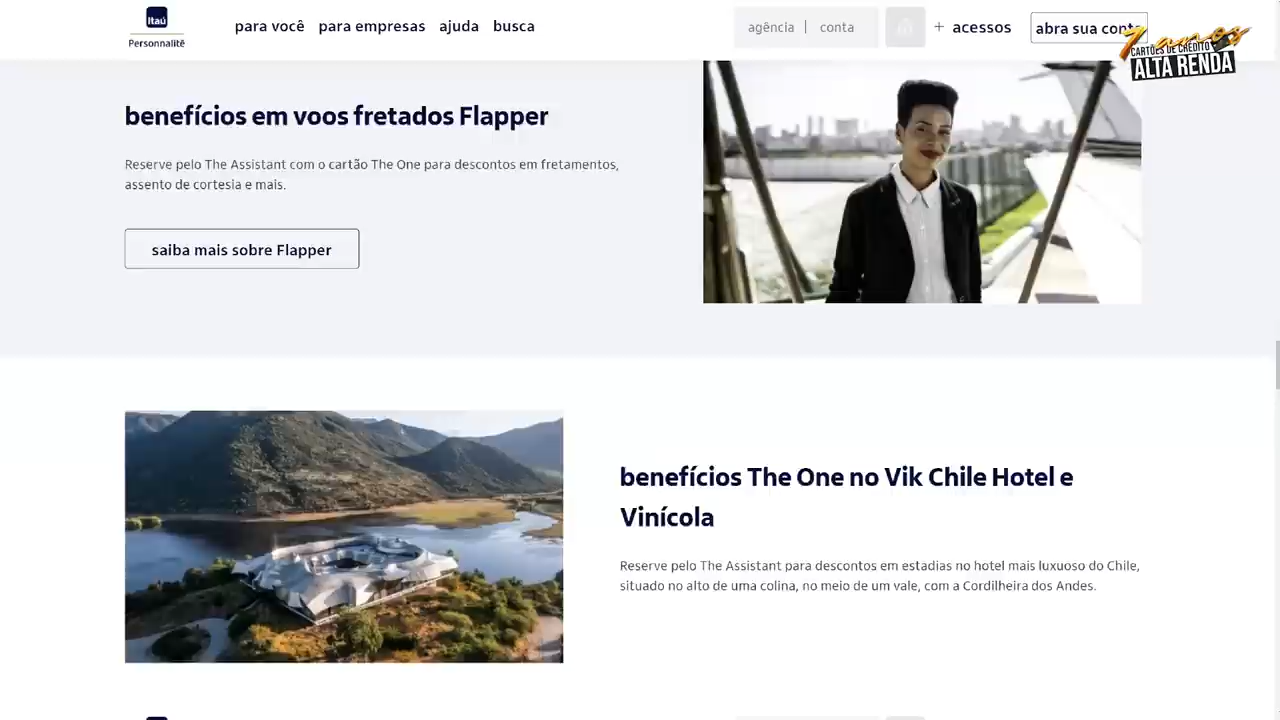 Itaú
Personnalité
para você para empresas ajuda busca
agência | conta
+ acessos
abra sua conta
7 anos
CARTÕES DE CRÉDITO
ALTA RENDA
benefícios em voos fretados Flapper
Reserve pelo The Assistant com o cartão The One para descontos em fretamentos,
assento de cortesia e mais.
saiba mais sobre Flapper
benefícios The One no Vik Chile Hotel e
Vinícola
Reserve pelo The Assistant para descontos em estadias no hotel mais luxuoso do Chile,
situado no alto de uma colina, no meio de um vale, com a Cordilheira dos Andes.